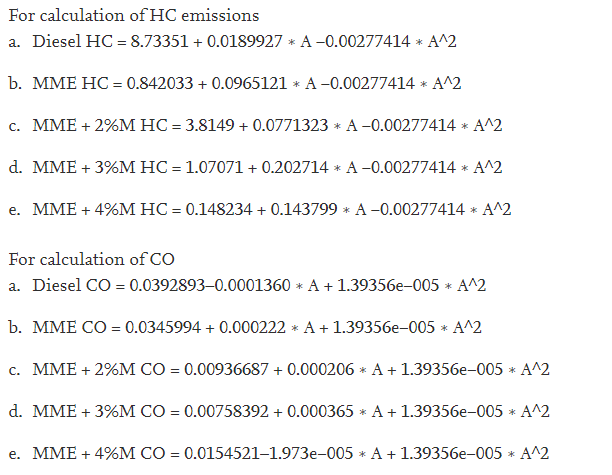 For calculation of HC emissions
a. Diesel HC = 8.73351 + 0.0189927 ∗ A –0.00277414 ∗ A^2
b. MME HC = 0.842033 + 0.0965121 ∗ A –0.00277414 ∗ A^2
c. MME + 2%M HC = 3.8149 + 0.0771323 ∗ A –0.00277414 ∗ A^2
d. MME + 3%M HC = 1.07071 + 0.202714 ∗ A –0.00277414 ∗ A^2
e. MME + 4%M HC = 0.148234 + 0.143799 ∗ A –0.00277414 ∗ A^2
For calculation of CO
a. Diesel CO = 0.0392893–0.0001360 ∗ A + 1.39356e–005 ∗ A^2
b. MME CO = 0.0345994 + 0.000222 ∗ A + 1.39356e–005 ∗ A^2
c. MME + 2%M CO = 0.00936687 + 0.000206 ∗ A + 1.39356e–005 ∗ A^2
d. MME + 3%M CO = 0.00758392 + 0.000365 ∗ A + 1.39356e–005 ∗ A^2
e. MME + 4%M CO = 0.0154521–1.973e–005 ∗ A + 1.39356e–005 ∗ A^2